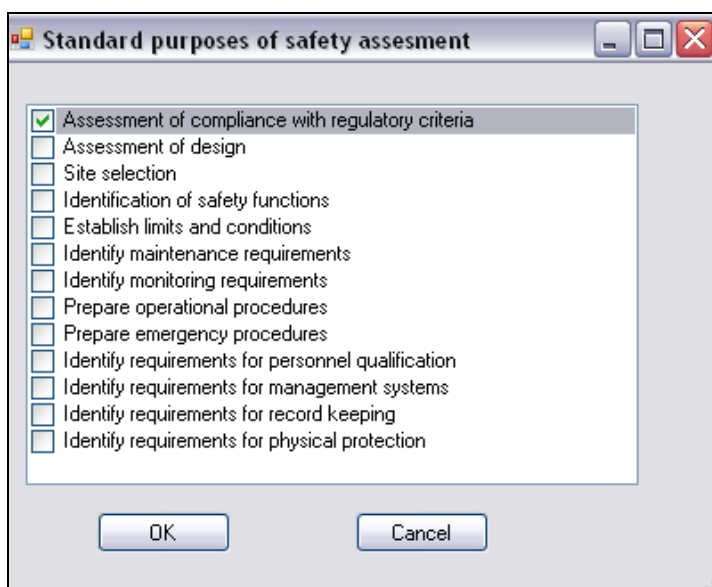 Standard purposes of safety assesment
Assessment of compliance with regulatory criteria
Assessment of design
Site selection
Identification of safety functions
Establish limits and conditions
Identify maintenance requirements
Identify monitoring requirements
Prepare operational procedures
Prepare emergency procedures
Identify requirements for personnel qualification
Identify requirements for management systems
Identify requirements for record keeping
Identify requirements for physical protection
OK
Cancel